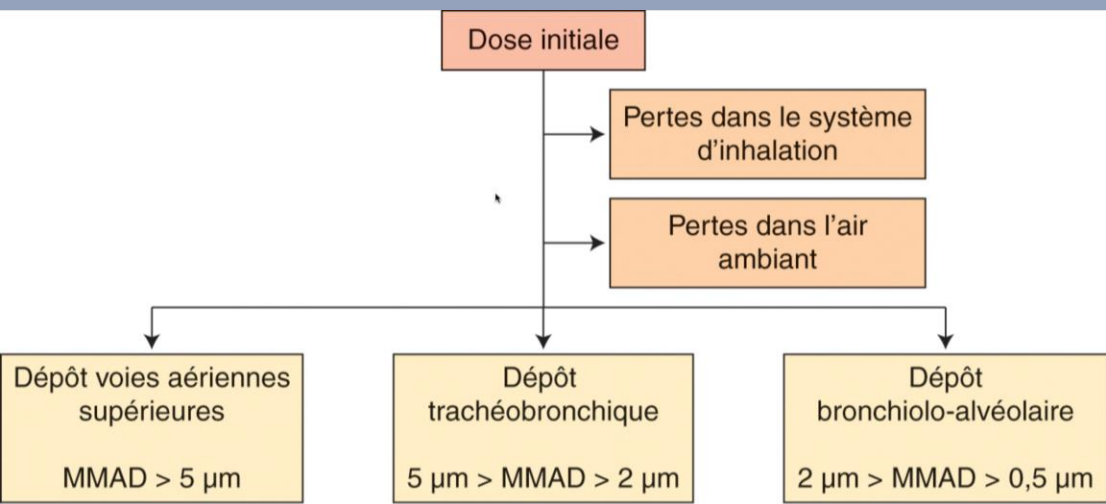 Dose initiale
Pertes dans le système
d'inhalation
Pertes dans l'air
ambiant
Dépôt voies aériennes
supérieures
MMAD > 5 µm
Dépôt
trachéobronchique
5 µm > MMAD > 2 µm
Dépôt
bronchiolo-alvéolaire
2 µm > MMAD > 0,5 µm